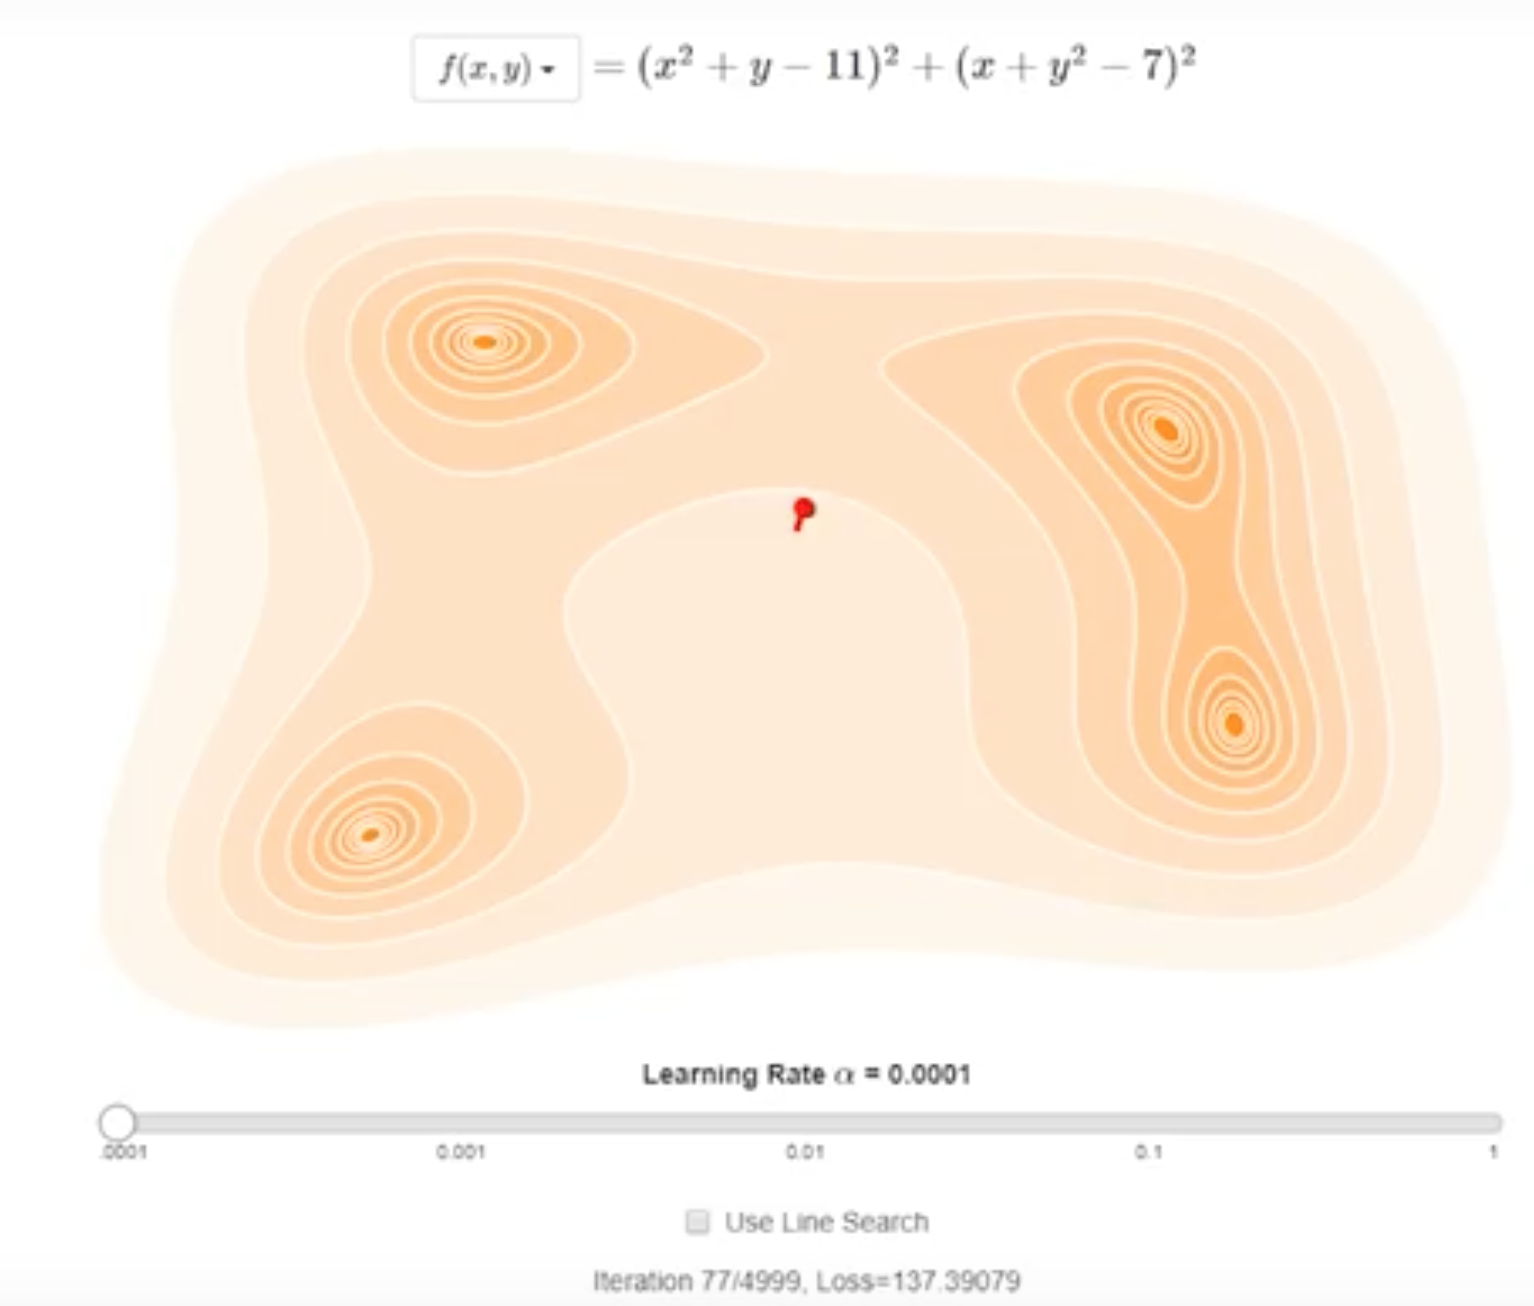 f(x, y) = (x² + y − 11)² + (x + y² − 7)²
Learning Rate α = 0.0001
.0001 0.001 0.01 0.1 1
Use Line Search
Iteration 77/4999, Loss=137.39079